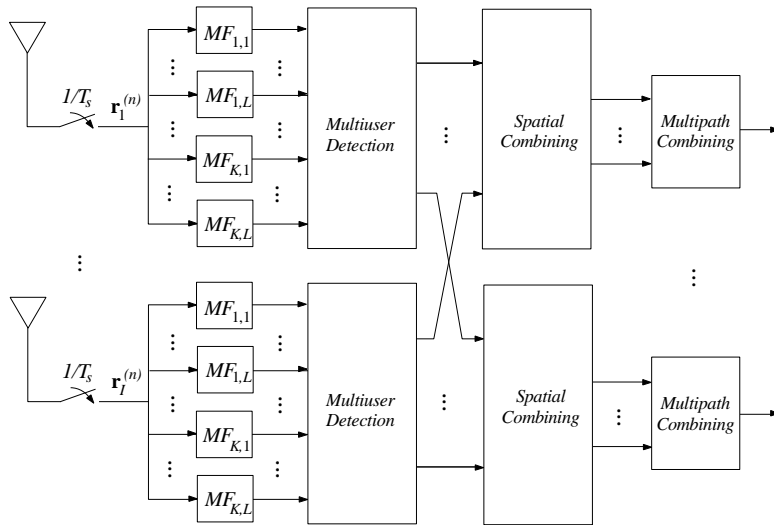 1/Ts
r1(n)
MF1,1
MF1,L
MFK,1
MFK,L
Multiuser
Detection
Spatial
Combining
Multipath
Combining
1/Ts
rI(n)
MF1,1
MF1,L
MFK,1
MFK,L
Multiuser
Detection
Spatial
Combining
Multipath
Combining